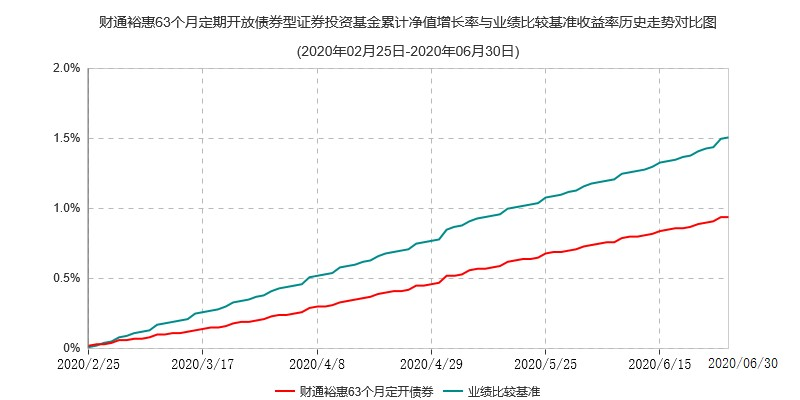 财通裕惠63个月定期开放债券型证券投资基金累计净值增长率与业绩比较基准收益率历史走势对比图
(2020年02月25日-2020年06月30日)
2.0%
1.5%
1.0%
0.5%
0%
2020/2/25 2020/3/17 2020/4/8 2020/4/29 2020/5/25 2020/6/15 2020/06/30
财通裕惠63个月定开债券 业绩比较基准